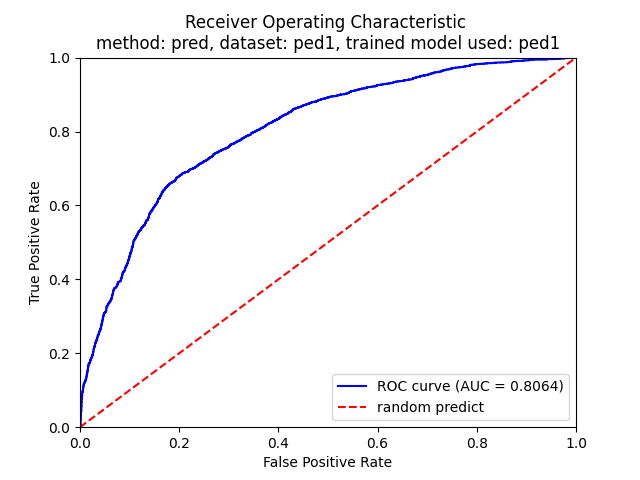 Receiver Operating Characteristic
method: pred, dataset: ped1, trained model used: ped1
True Positive Rate
1.0
0.8
0.6
0.4
0.2
0.0
ROC curve (AUC = 0.8064)
random predict
0.0 0.2 0.4 0.6 0.8 1.0
False Positive Rate